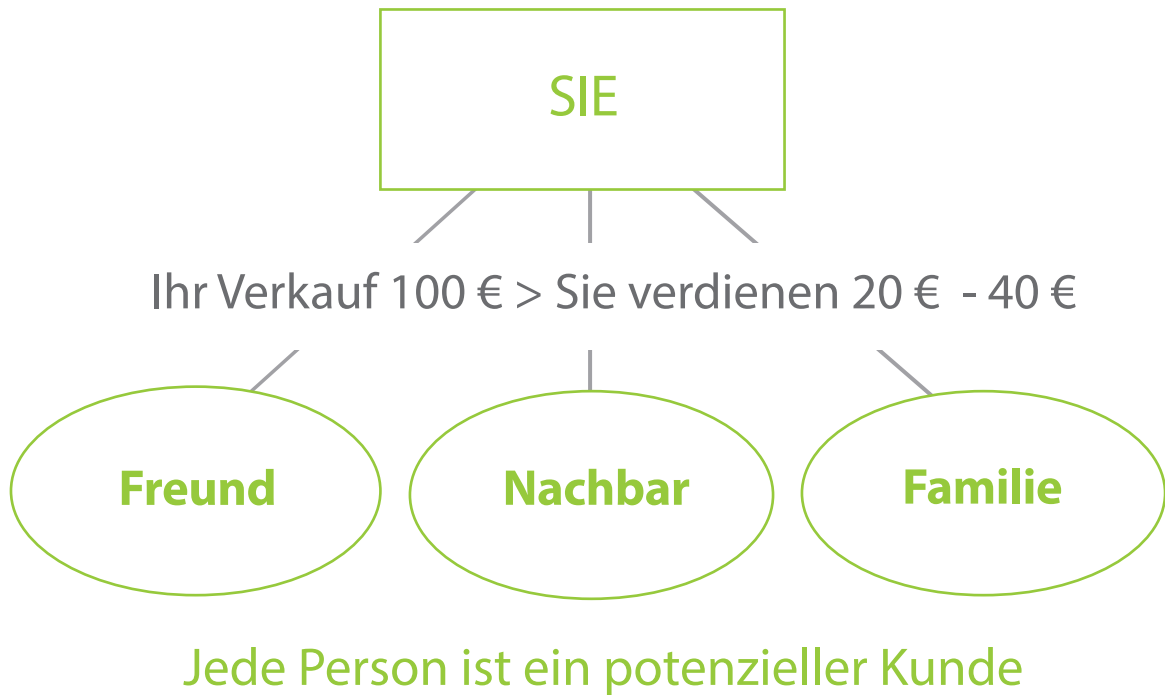 SIE
Ihr Verkauf 100 € > Sie verdienen 20 € - 40 €
Freund
Nachbar
Familie
Jede Person ist ein potenzieller Kunde